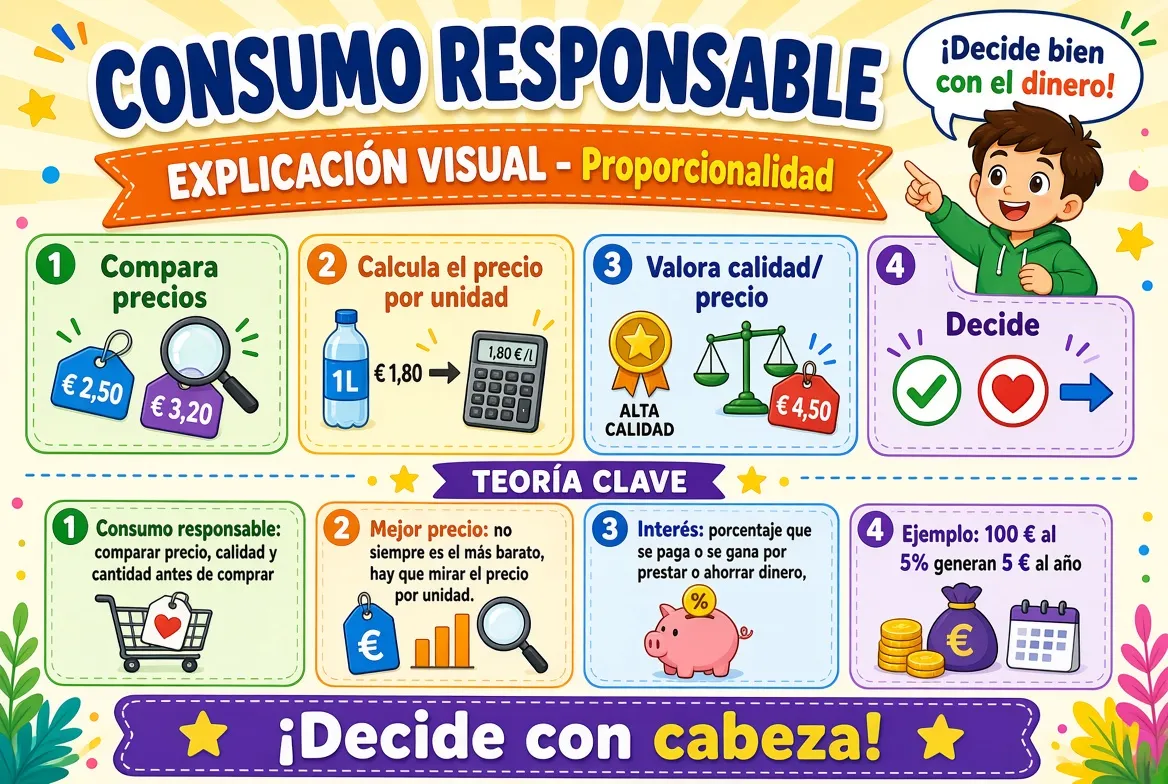 CONSUMO RESPONSABLE
¡Decide bien
con el dinero!
EXPLICACIÓN VISUAL - Proporcionalidad
1 Compara
precios
€ 2,50
€ 3,20
2 Calcula el precio
por unidad
1L
€ 1,80
1,80 €/l
3 Valora calidad/
precio
ALTA
CALIDAD
€ 4,50
4
Decide
TEORÍA CLAVE
1 Consumo responsable:
comparar precio, calidad y
cantidad antes de comprar
2 Mejor precio: no
siempre es el más barato,
hay que mirar el precio
por unidad.
€
3 Interés: porcentaje que
se paga o se gana por
prestar o ahorrar dinero,
%
4 Ejemplo: 100 € al
5% generan 5 € al año
€
¡Decide con cabeza!